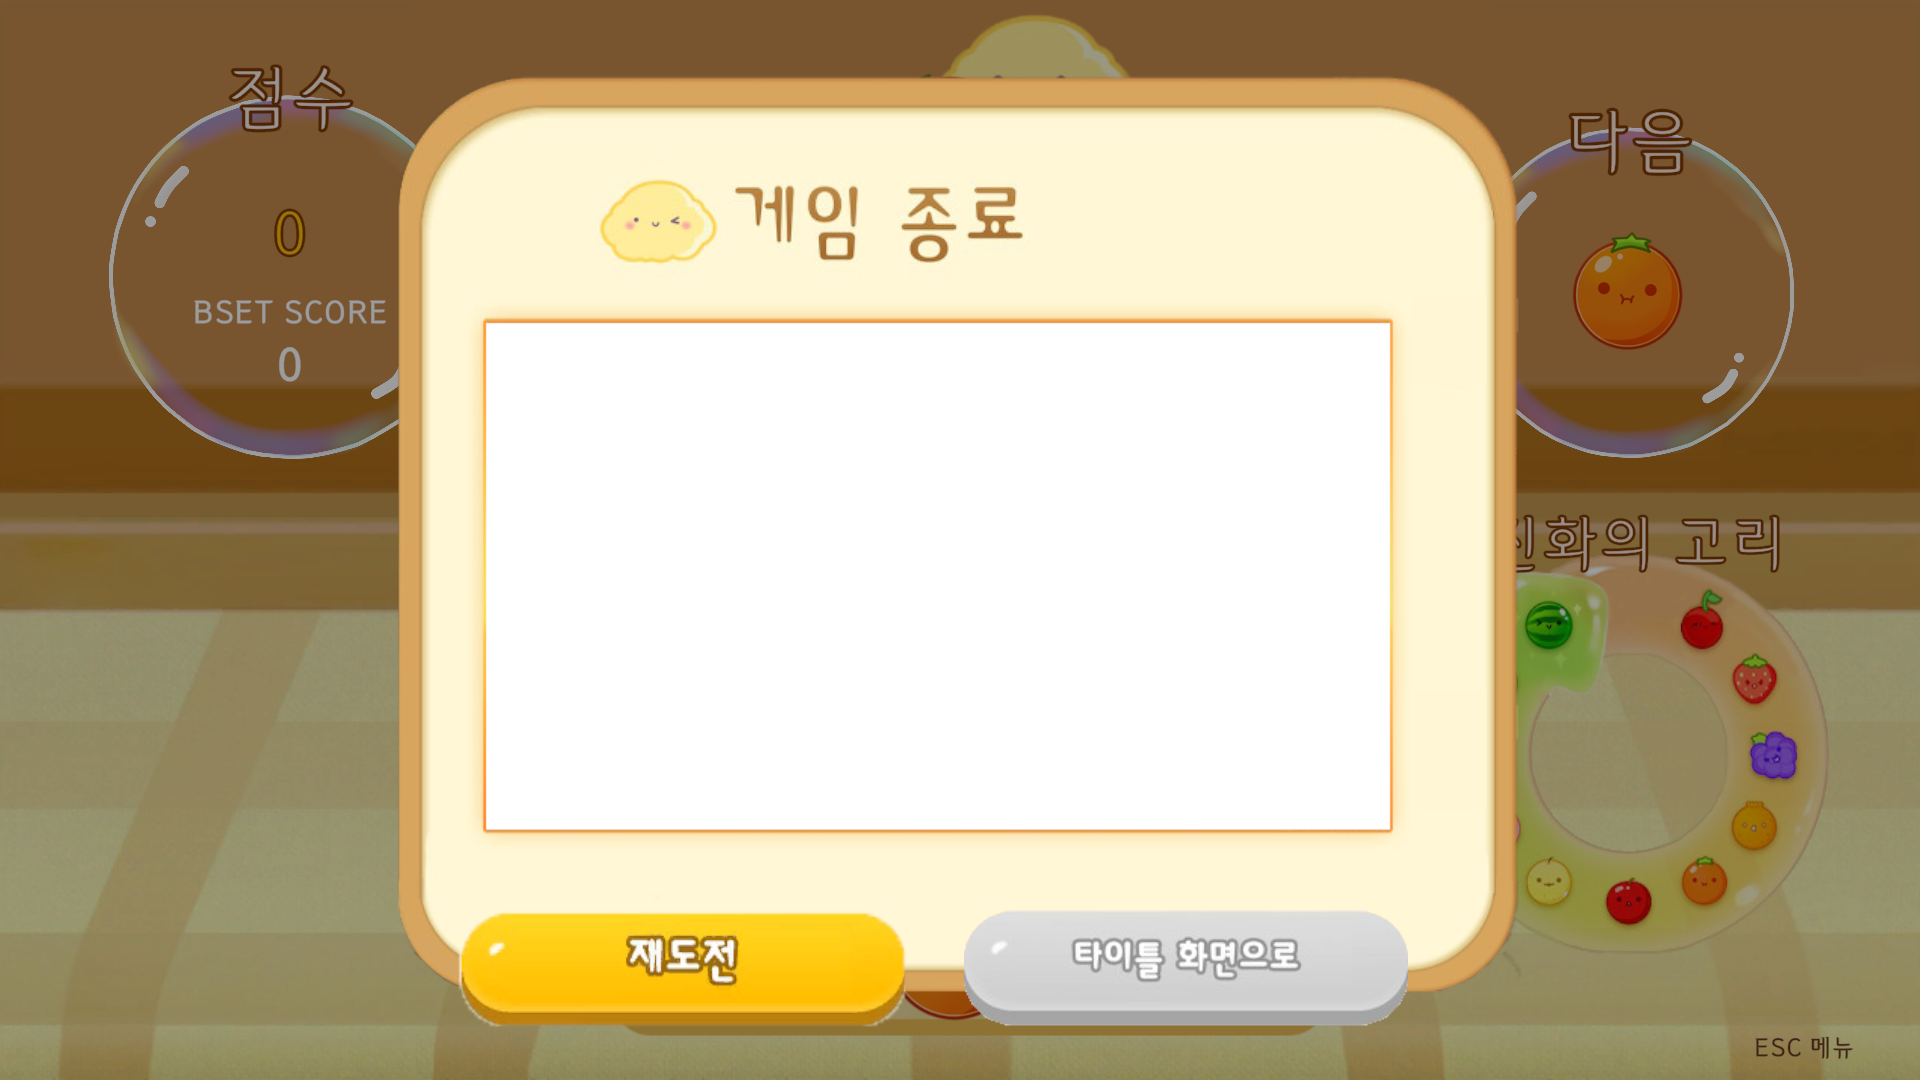 점수
0
BSET SCORE
0
게임 종료
다음
진화의 고리
재도전
타이틀 화면으로
ESC 메뉴